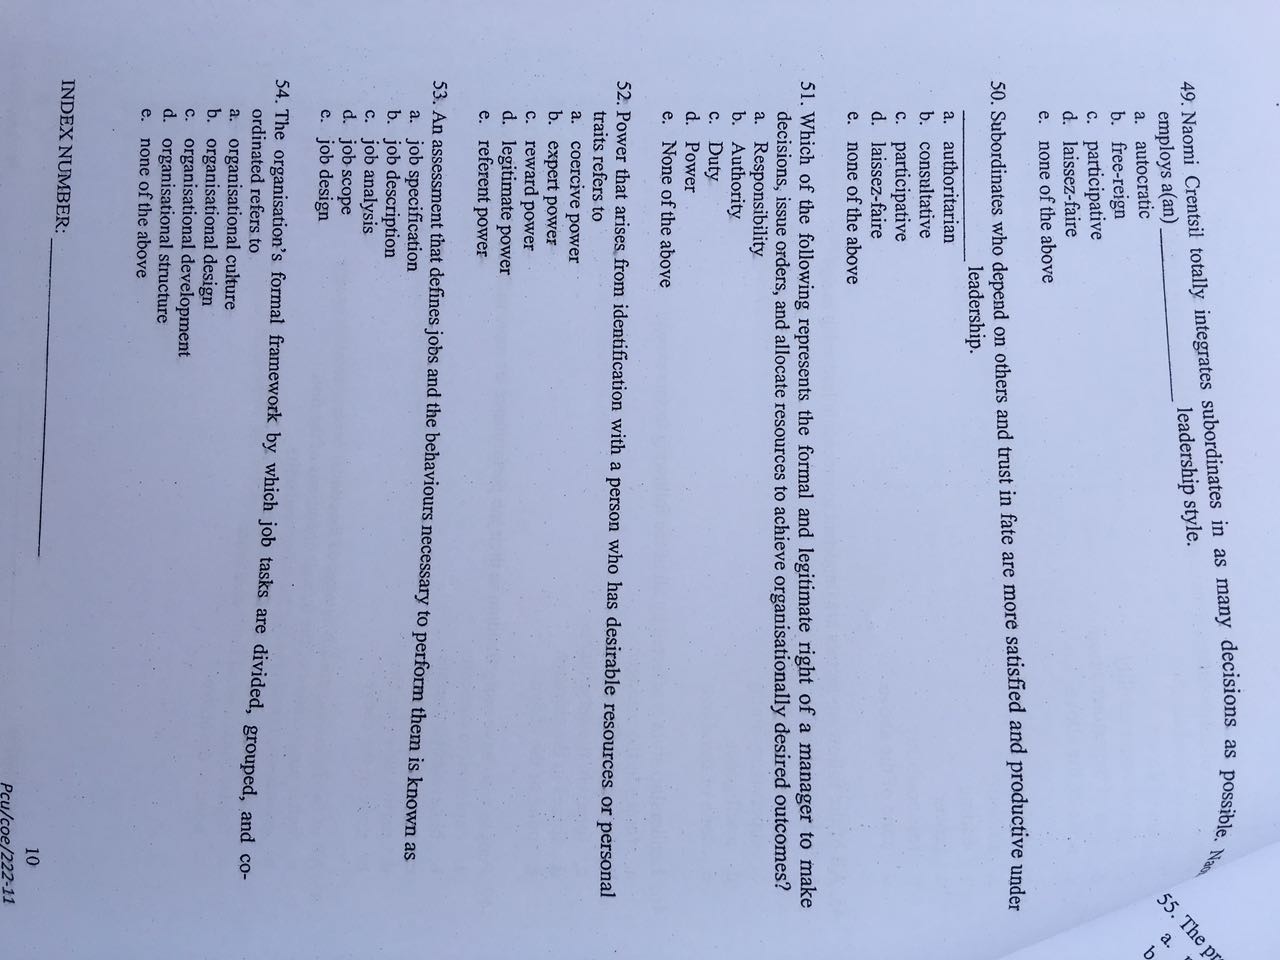 49. Naomi Crentsil totally integrates subordinates in as many decisions as possible.
employs a(an) ____________ leadership style.
a. autocratic
b. free-reign
c. participative
d. laissez-faire
e. none of the above
50. Subordinates who depend on others and trust in fate are more satisfied and productive under
____________ leadership.
a. authoritarian
b. consultative
c. participative
d. laissez-faire
e. none of the above
51. Which of the following represents the formal and legitimate right of a manager to make
decisions, issue orders, and allocate resources to achieve organisationally desired outcomes?
a. Responsibility
b. Authority
c. Duty
d. Power
e. None of the above
52. Power that arises from identification with a person who has desirable resources or personal
traits refers to
a. coercive power
b. expert power
c. reward power
d. legitimate power
e. referent power
53. An assessment that defines jobs and the behaviours necessary to perform them is known as
a. job specification
b. job description
c. job analysis
d. job scope
e. job design
54. The organisation's formal framework by which job tasks are divided, grouped, and co-
ordinated refers to
a. organisational culture
b. organisational design
c. organisational development
d. organisational structure
e. none of the above
INDEX NUMBER: ____________
10
Pcu/coe/222-11
55. The
a.
b